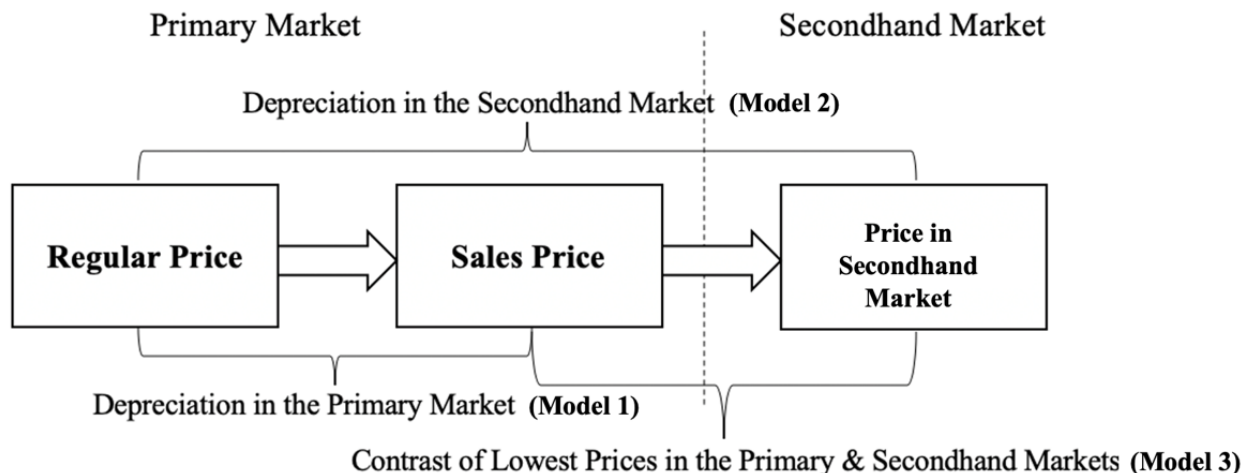 Primary Market
Secondhand Market
Depreciation in the Secondhand Market (Model 2)
Regular Price
Sales Price
Price in
Secondhand
Market
Depreciation in the Primary Market (Model 1)
Contrast of Lowest Prices in the Primary & Secondhand Markets (Model 3)